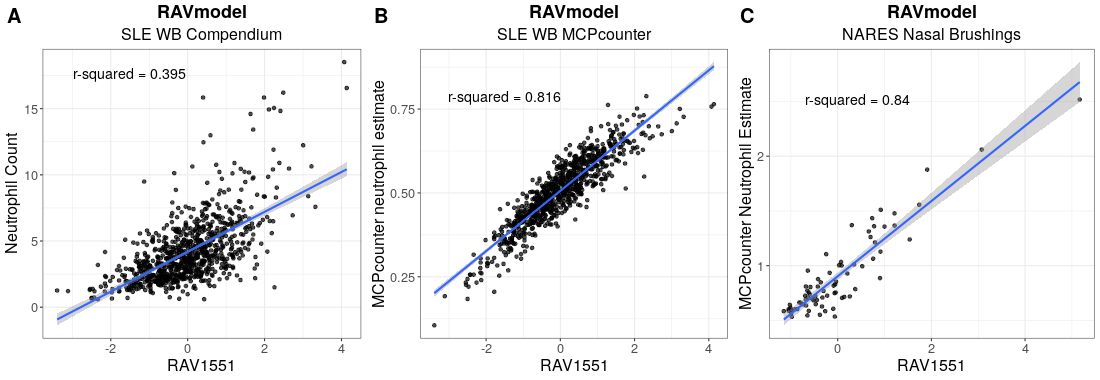 A
RAVmodel
SLE WB Compendium
r-squared = 0.395
Neutrophil Count
15
10
5
0
-2
0
2
4
RAV1551
B
RAVmodel
SLE WB MCPcounter
r-squared = 0.816
MCPcounter neutrophil estimate
0.75
0.50
0.25
-2
0
2
4
RAV1551
C
RAVmodel
NARES Nasal Brushings
r-squared = 0.84
MCPcounter Neutrophil Estimate
2
1
0
2
4
RAV1551